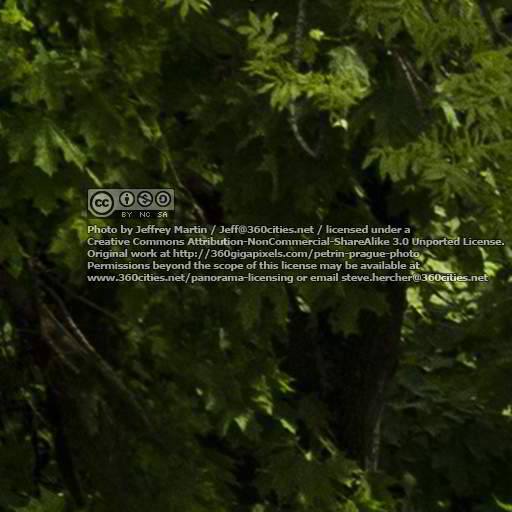 cc
BY NC SA
Photo by Jeffrey Martin / Jeff@360cities.net / licensed under a
Creative Commons Attribution-NonCommercial-ShareAlike 3.0 Unported License.
Original work at http://360gigapixels.com/petrin-prague-photo
Permissions beyond the scope of this license may be available at
www.360cities.net/panorama-licensing or email steve.hercher@360cities.net